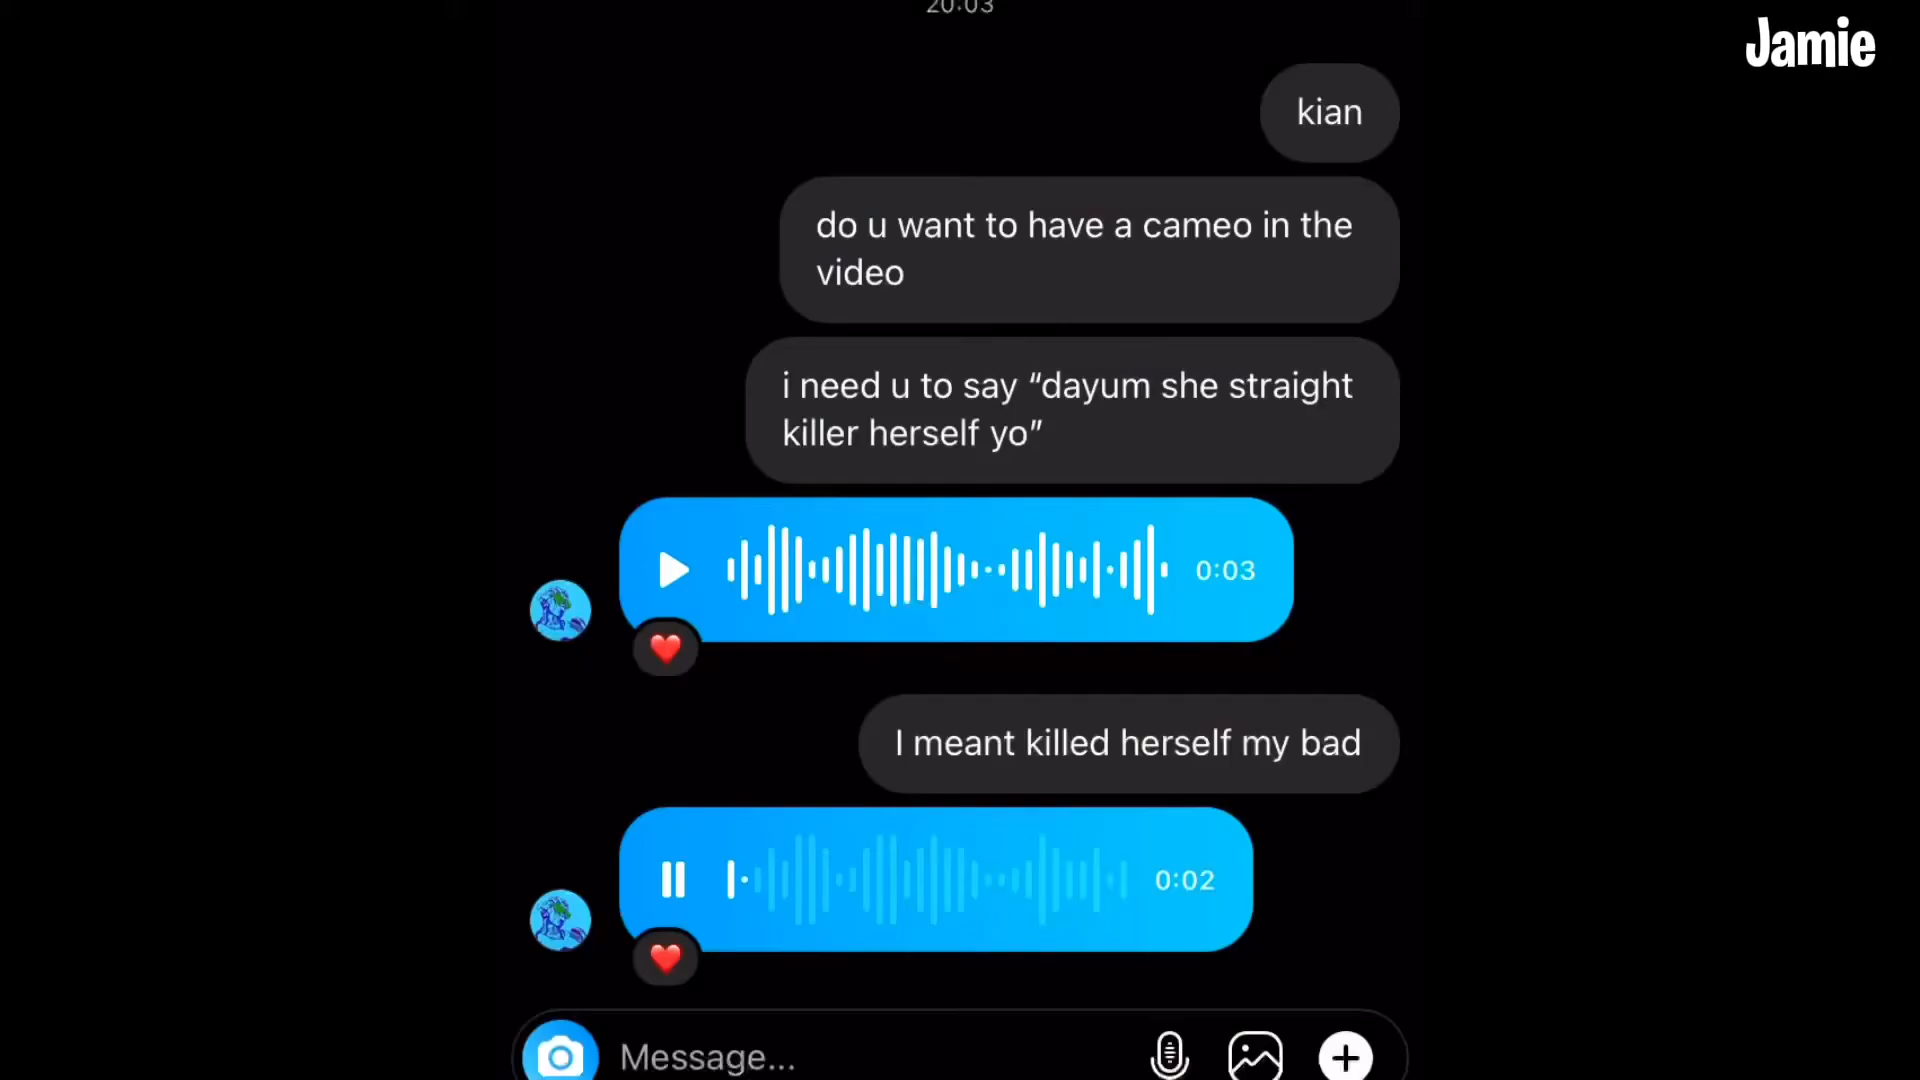 20:03
Jamie
kian
do u want to have a cameo in the
video
i need u to say “dayum she straight
killer herself yo”
0:03
I meant killed herself my bad
0:02
Message...